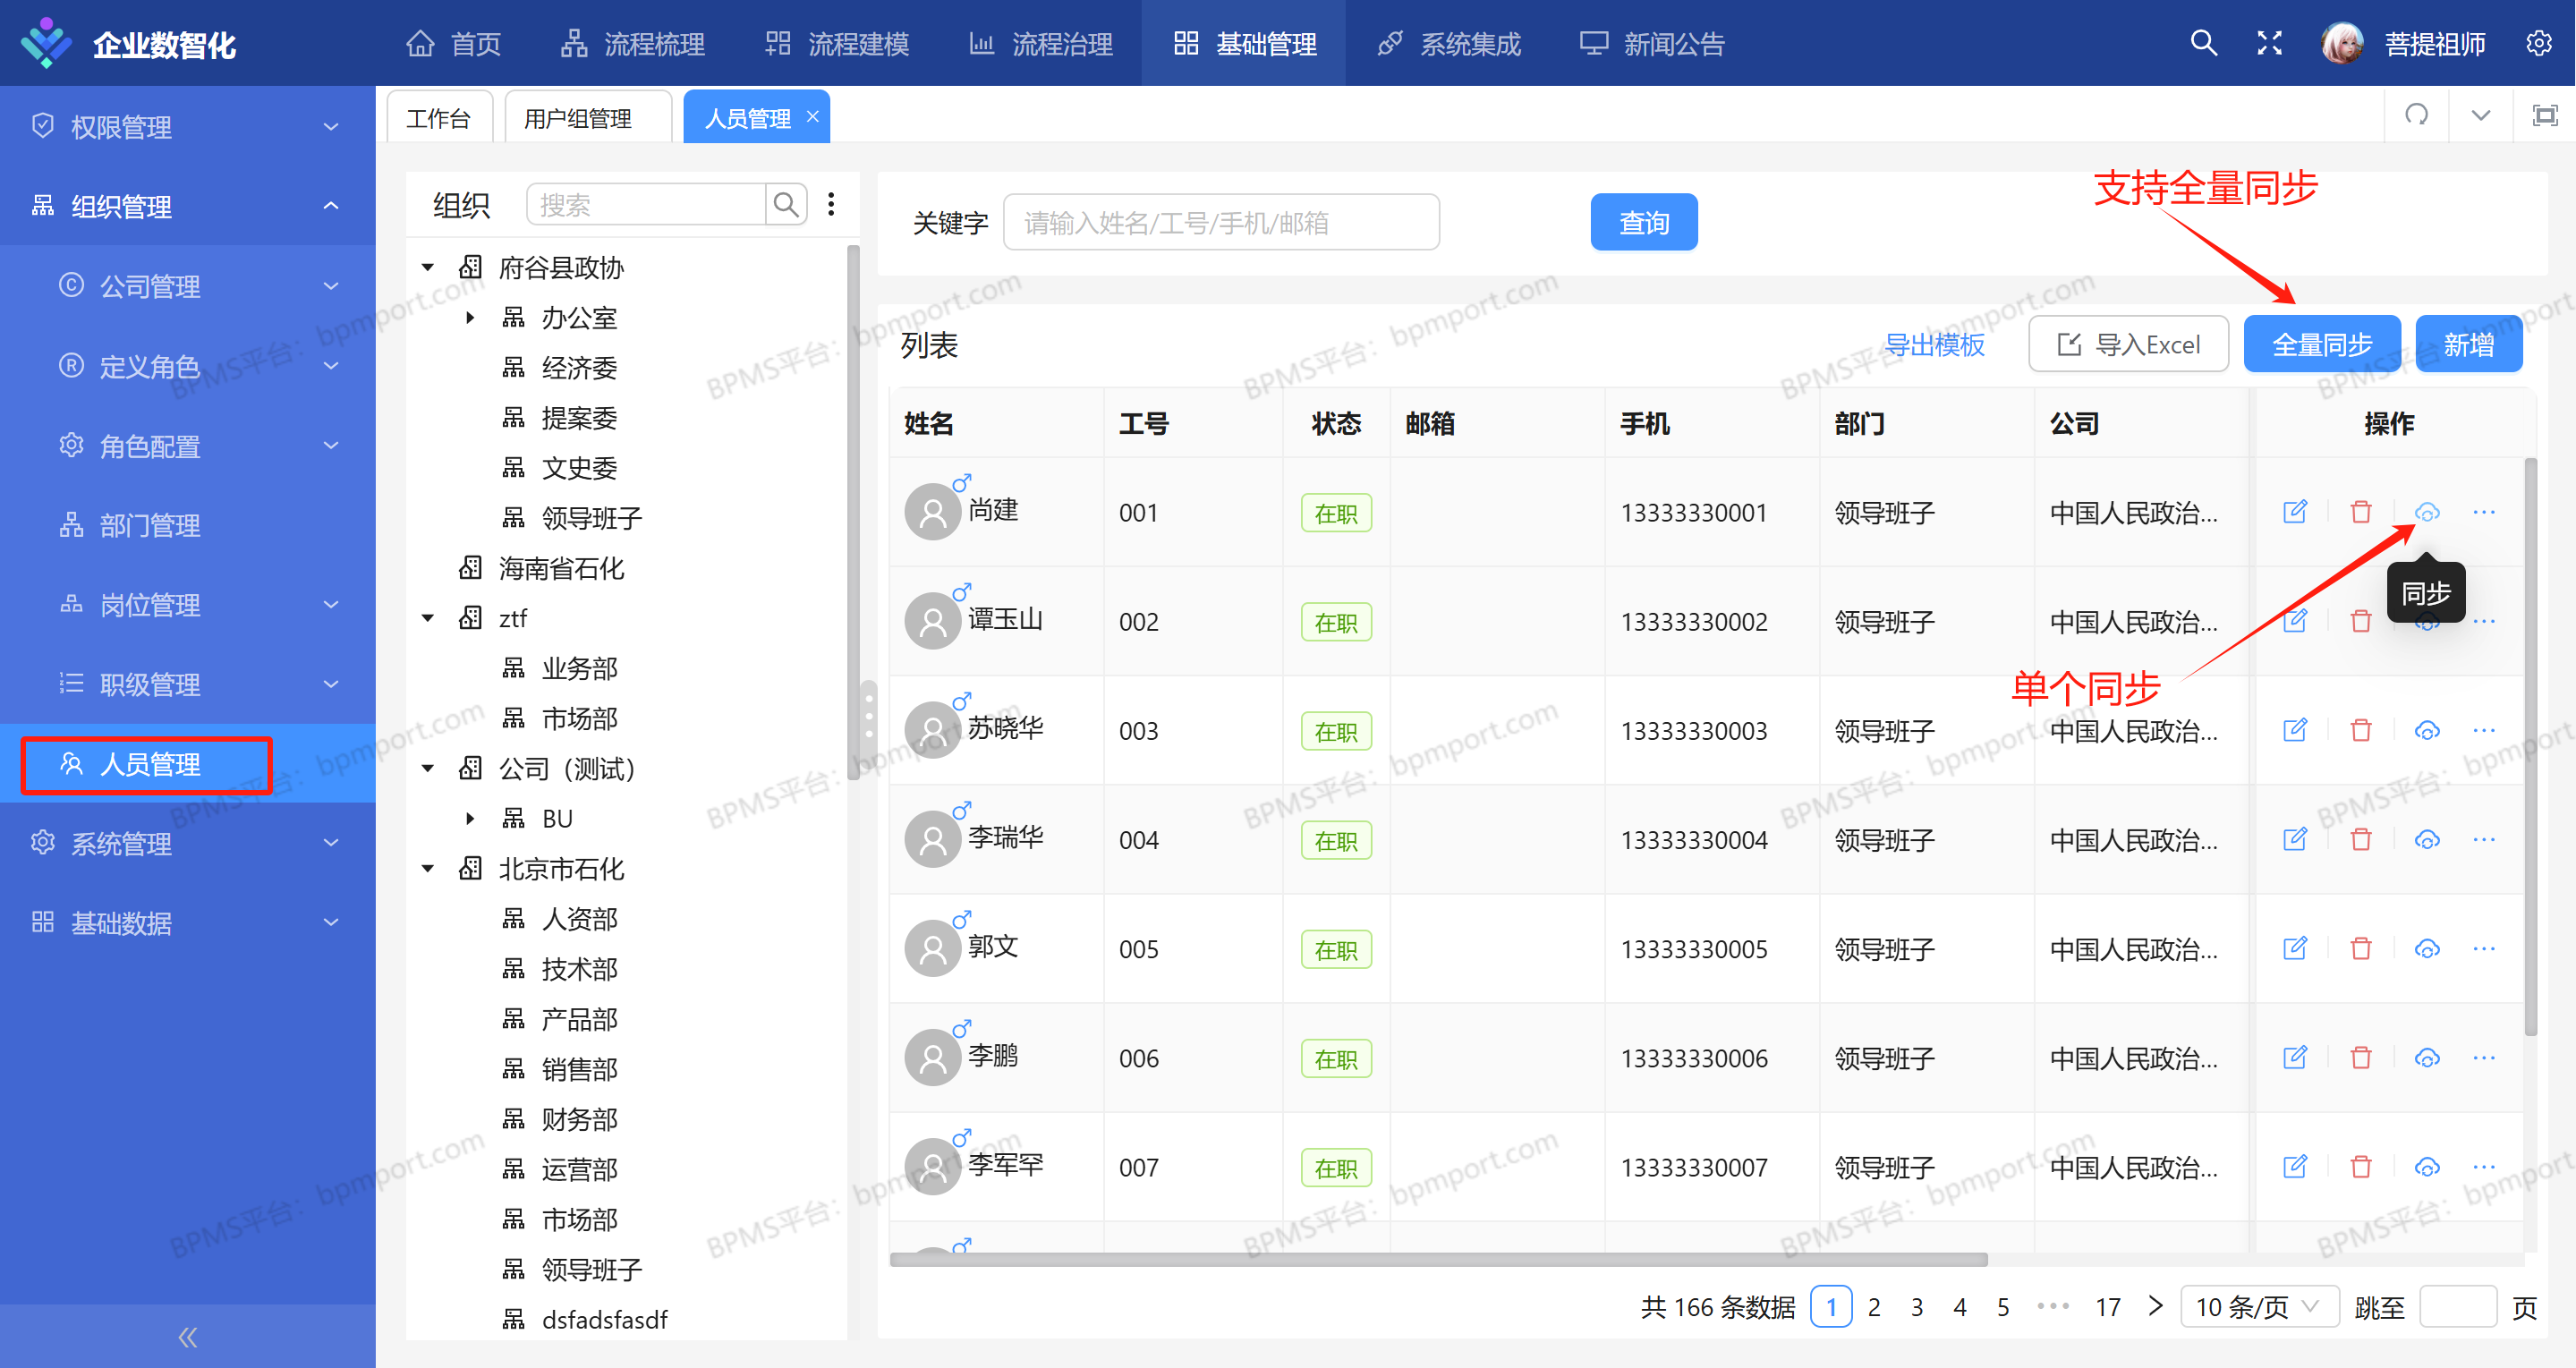 企业数智化
首页 流程梳理 流程建模 流程治理 基础管理 系统集成 新闻公告 菩提祖师
权限管理
组织管理
公司管理
定义角色
角色配置
部门管理
岗位管理
职级管理
人员管理
系统管理
基础数据
工作台 用户组管理 人员管理
组织 搜索
府谷县政协
办公室
经济委
提案委
文史委
领导班子
海南省石化
ztf
业务部
市场部
公司（测试）
BU
北京市石化
人资部
技术部
产品部
销售部
财务部
运营部
市场部
领导班子
dsfadsfasdf
关键字 请输入姓名/工号/手机/邮箱 查询
支持全量同步
列表 导出模板 导入Excel 全量同步 新增
姓名 工号 状态 邮箱 手机 部门 公司 操作
尚建 001 在职 13333330001 领导班子 中国人民政治...
同步
谭玉山 002 在职 13333330002 领导班子 中国人民政治...
单个同步
苏晓华 003 在职 13333330003 领导班子 中国人民政治...
李瑞华 004 在职 13333330004 领导班子 中国人民政治...
郭文 005 在职 13333330005 领导班子 中国人民政治...
李鹏 006 在职 13333330006 领导班子 中国人民政治...
李军罕 007 在职 13333330007 领导班子 中国人民政治...
共 166 条数据 1 2 3 4 5 ••• 17 10 条/页 跳至 页
BPMS平台：bpmport.com